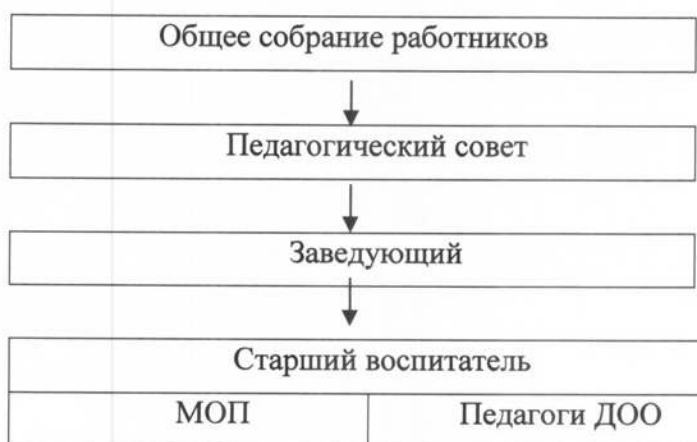 Общее собрание работников
Педагогический совет
Заведующий
Старший воспитатель
МОП
Педагоги ДОО